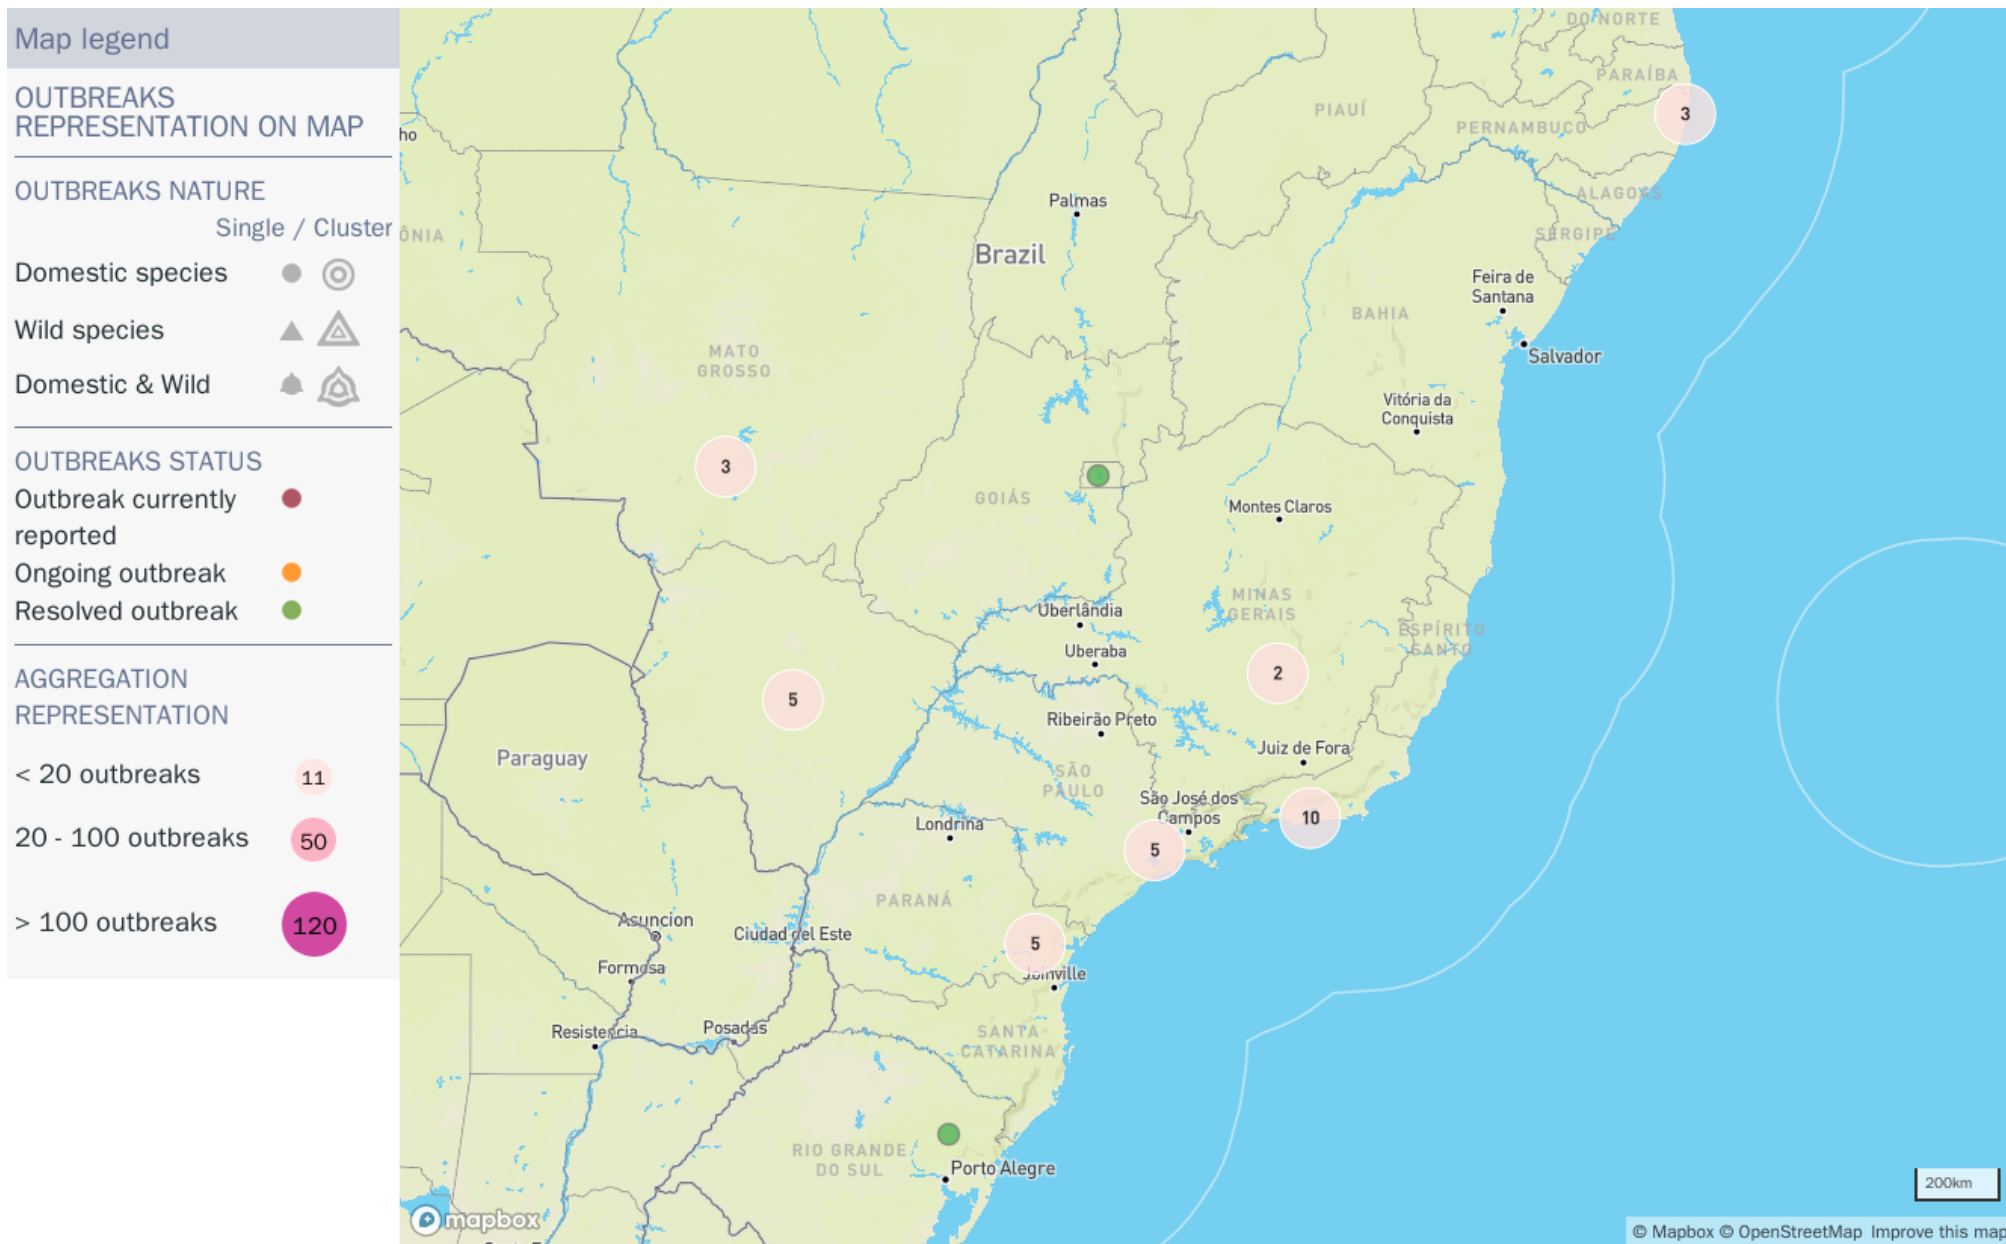 Map legend
OUTBREAKS
REPRESENTATION ON MAP
OUTBREAKS NATURE
Single / Cluster
Domestic species
Wild species
Domestic & Wild
OUTBREAKS STATUS
Outbreak currently
reported
Ongoing outbreak
Resolved outbreak
AGGREGATION
REPRESENTATION
< 20 outbreaks 11
20 - 100 outbreaks 50
> 100 outbreaks 120
DO NORTE
PARAÍBA
3
PIAUÍ
PERNAMBUCO
ho
ALAGOAS
Palmas
SERGIPE
ÔNIA
Brazil
Feira de
Santana
BAHIA
Salvador
MATO
GROSSO
Vitória da
Conquista
3
GOIÁS
Montes Claros
MINAS
GERAIS
Uberlândia
ESPÍRITO
SANTO
Uberaba
2
5
Ribeirão Preto
Juiz de Fora
Paraguay
SÃO
PAULO
São José dos
Campos
10
Londrina
5
PARANÁ
Asuncion
Ciudad del Este
5
Joinville
Formosa
Resistencia
Posadas
SANTA
CATARINA
RIO GRANDE
DO SUL
Porto Alegre
200km
mapbox
© Mapbox © OpenStreetMap Improve this map